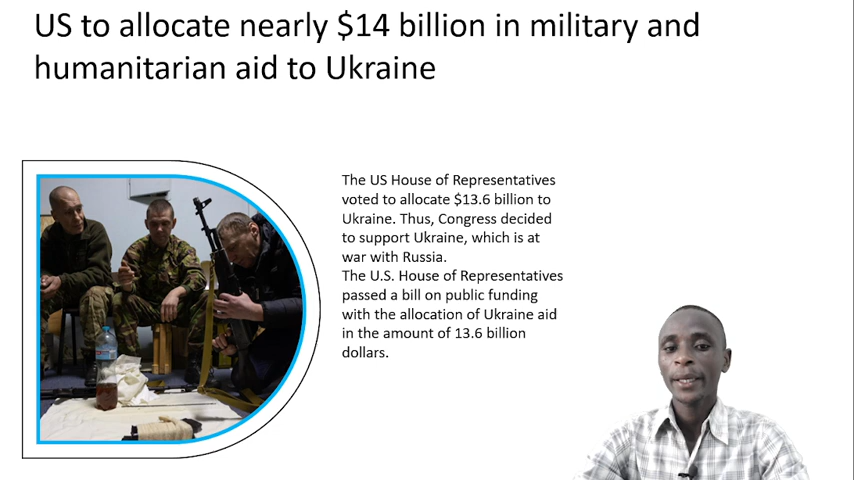 US to allocate nearly $14 billion in military and
humanitarian aid to Ukraine
The US House of Representatives
voted to allocate $13.6 billion to
Ukraine. Thus, Congress decided
to support Ukraine, which is at
war with Russia.
The U.S. House of Representatives
passed a bill on public funding
with the allocation of Ukraine aid
in the amount of 13.6 billion
dollars.